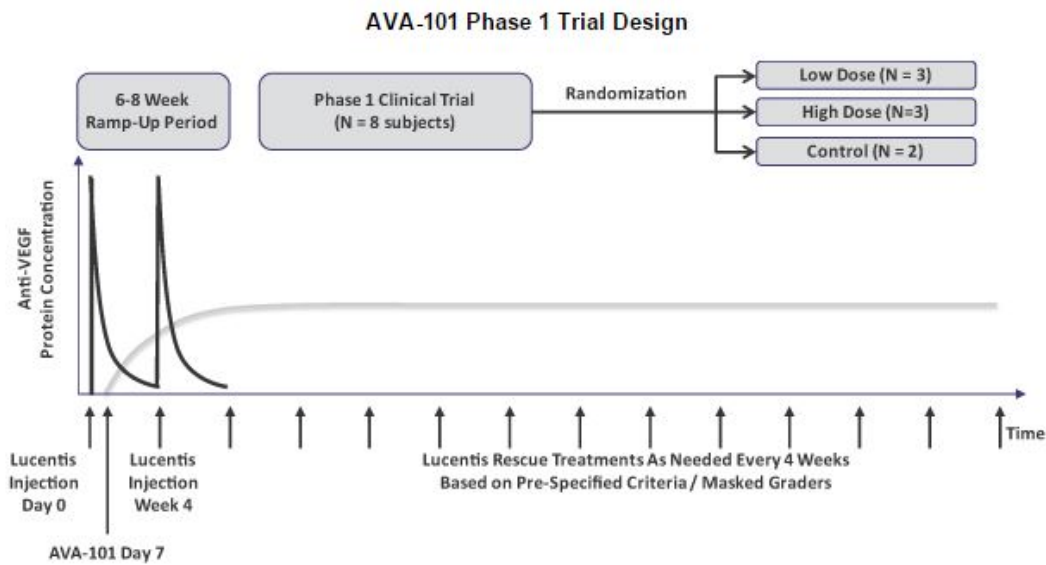 AVA-101 Phase 1 Trial Design
6-8 Week
Ramp-Up Period
Phase 1 Clinical Trial
(N = 8 subjects)
Randomization
Low Dose (N = 3)
High Dose (N=3)
Control (N = 2)
Anti-VEGF
Protein Concentration
Time
Lucentis
Injection
Day 0
Lucentis
Injection
Week 4
Lucentis Rescue Treatments As Needed Every 4 Weeks
Based on Pre-Specified Criteria / Masked Graders
AVA-101 Day 7